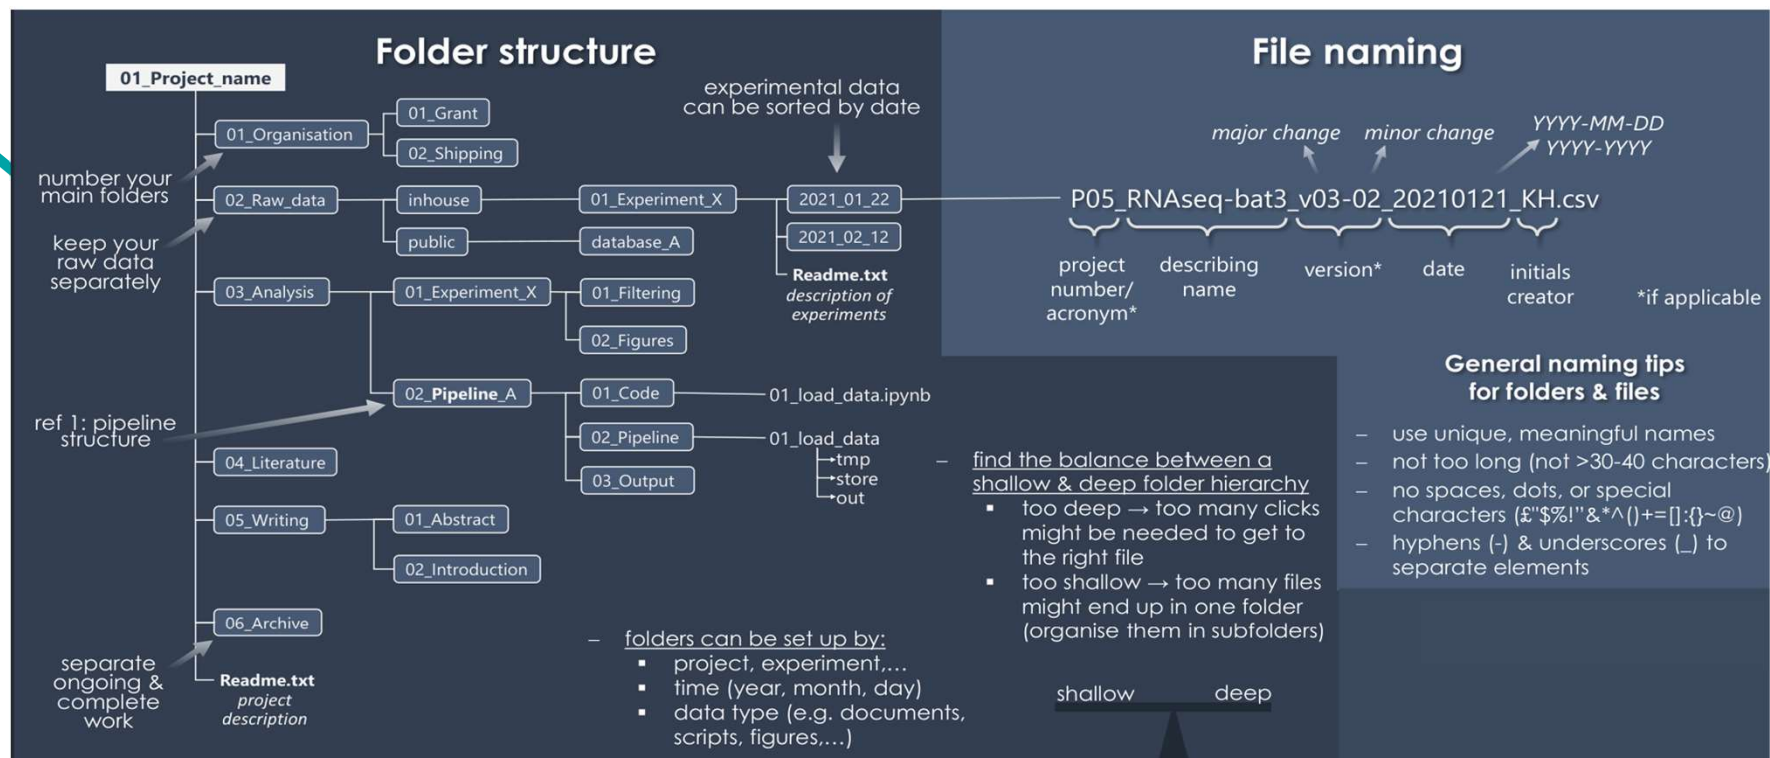 Folder structure
01_Project_name
01_Organisation
01_Grant
02_Shipping
number your
main folders
02_Raw_data
inhouse
01_Experiment_X
2021_01_22
experimental data
can be sorted by date
public
database_A
2021_02_12
Readme.txt
description of
experiments
keep your
raw data
separately
03_Analysis
01_Experiment_X
01_Filtering
02_Figures
02_Pipeline_A
01_Code
01_load_data.ipynb
02_Pipeline
01_load_data
tmp
store
out
03_Output
ref 1: pipeline
structure
04_Literature
05_Writing
01_Abstract
02_Introduction
06_Archive
separate
ongoing &
complete
work
Readme.txt
project
description
– folders can be set up by:
▪ project, experiment,...
▪ time (year, month, day)
▪ data type (e.g. documents,
scripts, figures,...)
– find the balance between a
shallow & deep folder hierarchy
▪ too deep → too many clicks
might be needed to get to
the right file
▪ too shallow → too many files
might end up in one folder
(organise them in subfolders)
shallow deep
File naming
major change minor change YYYY-MM-DD
YYYY-YYYY
P05_RNAseq-bat3_v03-02_20210121_KH.csv
project
number/
acronym*
describing
name
version*
date
initials
creator
*if applicable
General naming tips
for folders & files
– use unique, meaningful names
– not too long (not >30-40 characters)
– no spaces, dots, or special
characters (£"$%!"&*^()+=[]:{}~@)
– hyphens (-) & underscores (_) to
separate elements